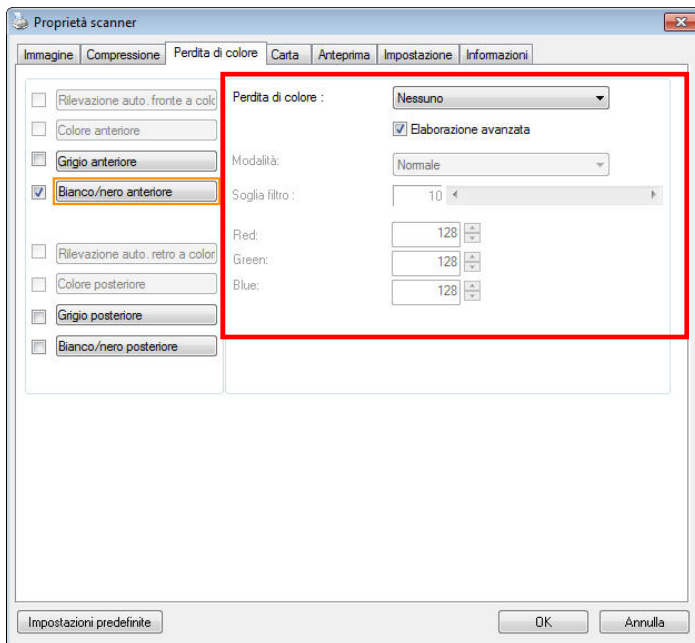 Proprietà scanner
Immagine Compressione Perdita di colore Carta Anteprima Impostazione Informazioni
Rilevazione auto. fronte a colo
Colore anteriore
Grigio anteriore
Bianco/nero anteriore
Rilevazione auto. retro a color
Colore posteriore
Grigio posteriore
Bianco/nero posteriore
Perdita di colore : Nessuno
Elaborazione avanzata
Modalità: Normale
Soglia filtro : 10
Red: 128
Green: 128
Blue: 128
Impostazioni predefinite OK Annulla